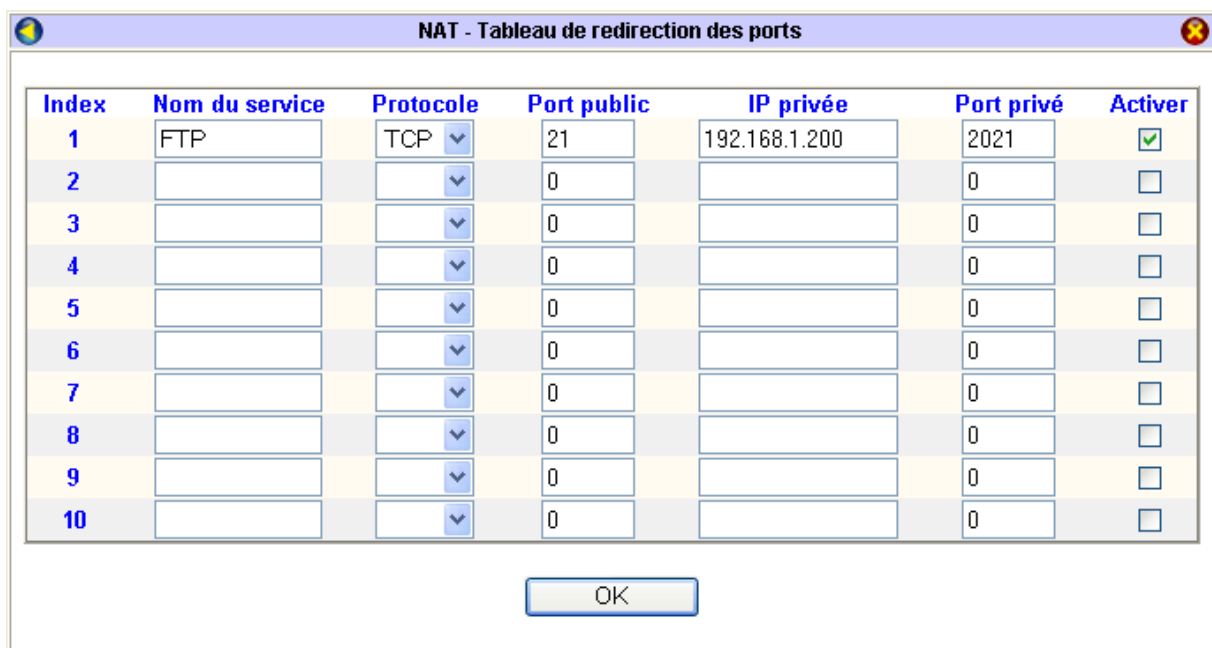 NAT - Tableau de redirection des ports
Index Nom du service Protocole Port public IP privée Port privé Activer
1 FTP TCP 21 192.168.1.200 2021
2 0 0
3 0 0
4 0 0
5 0 0
6 0 0
7 0 0
8 0 0
9 0 0
10 0 0
OK